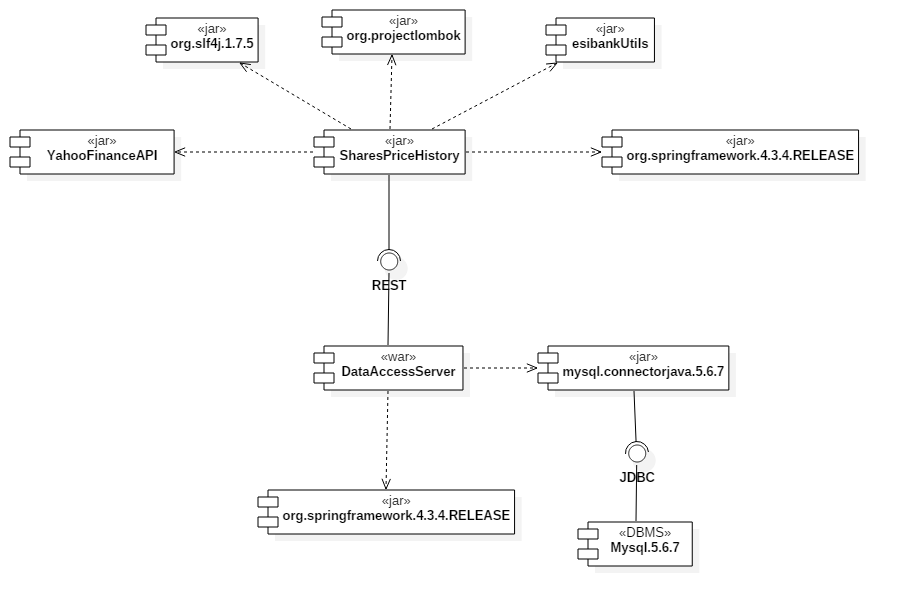 «jar»
org.slf4j.1.7.5
«jar»
org.projectlombok
«jar»
esibankUtils
«jar»
YahooFinanceAPI
«jar»
SharesPriceHistory
«jar»
org.springframework.4.3.4.RELEASE
REST
«war»
DataAccessServer
«jar»
mysql.connectorjava.5.6.7
JDBC
«jar»
org.springframework.4.3.4.RELEASE
«DBMS»
Mysql.5.6.7